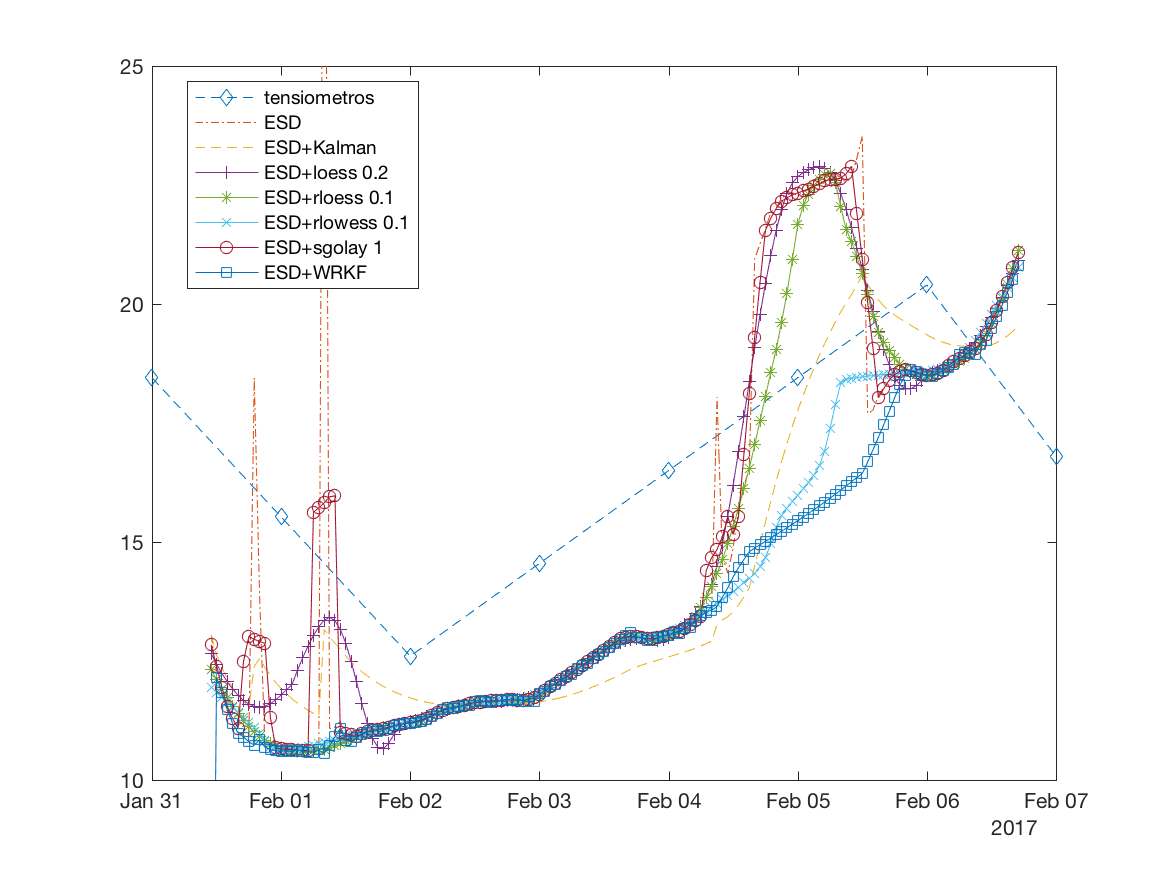 25
20
15
10
tensiometros
ESD
ESD+Kalman
ESD+loess 0.2
ESD+rloess 0.1
ESD+rlowess 0.1
ESD+sgolay 1
ESD+WRKF
Jan 31 Feb 01 Feb 02 Feb 03 Feb 04 Feb 05 Feb 06 Feb 07
2017